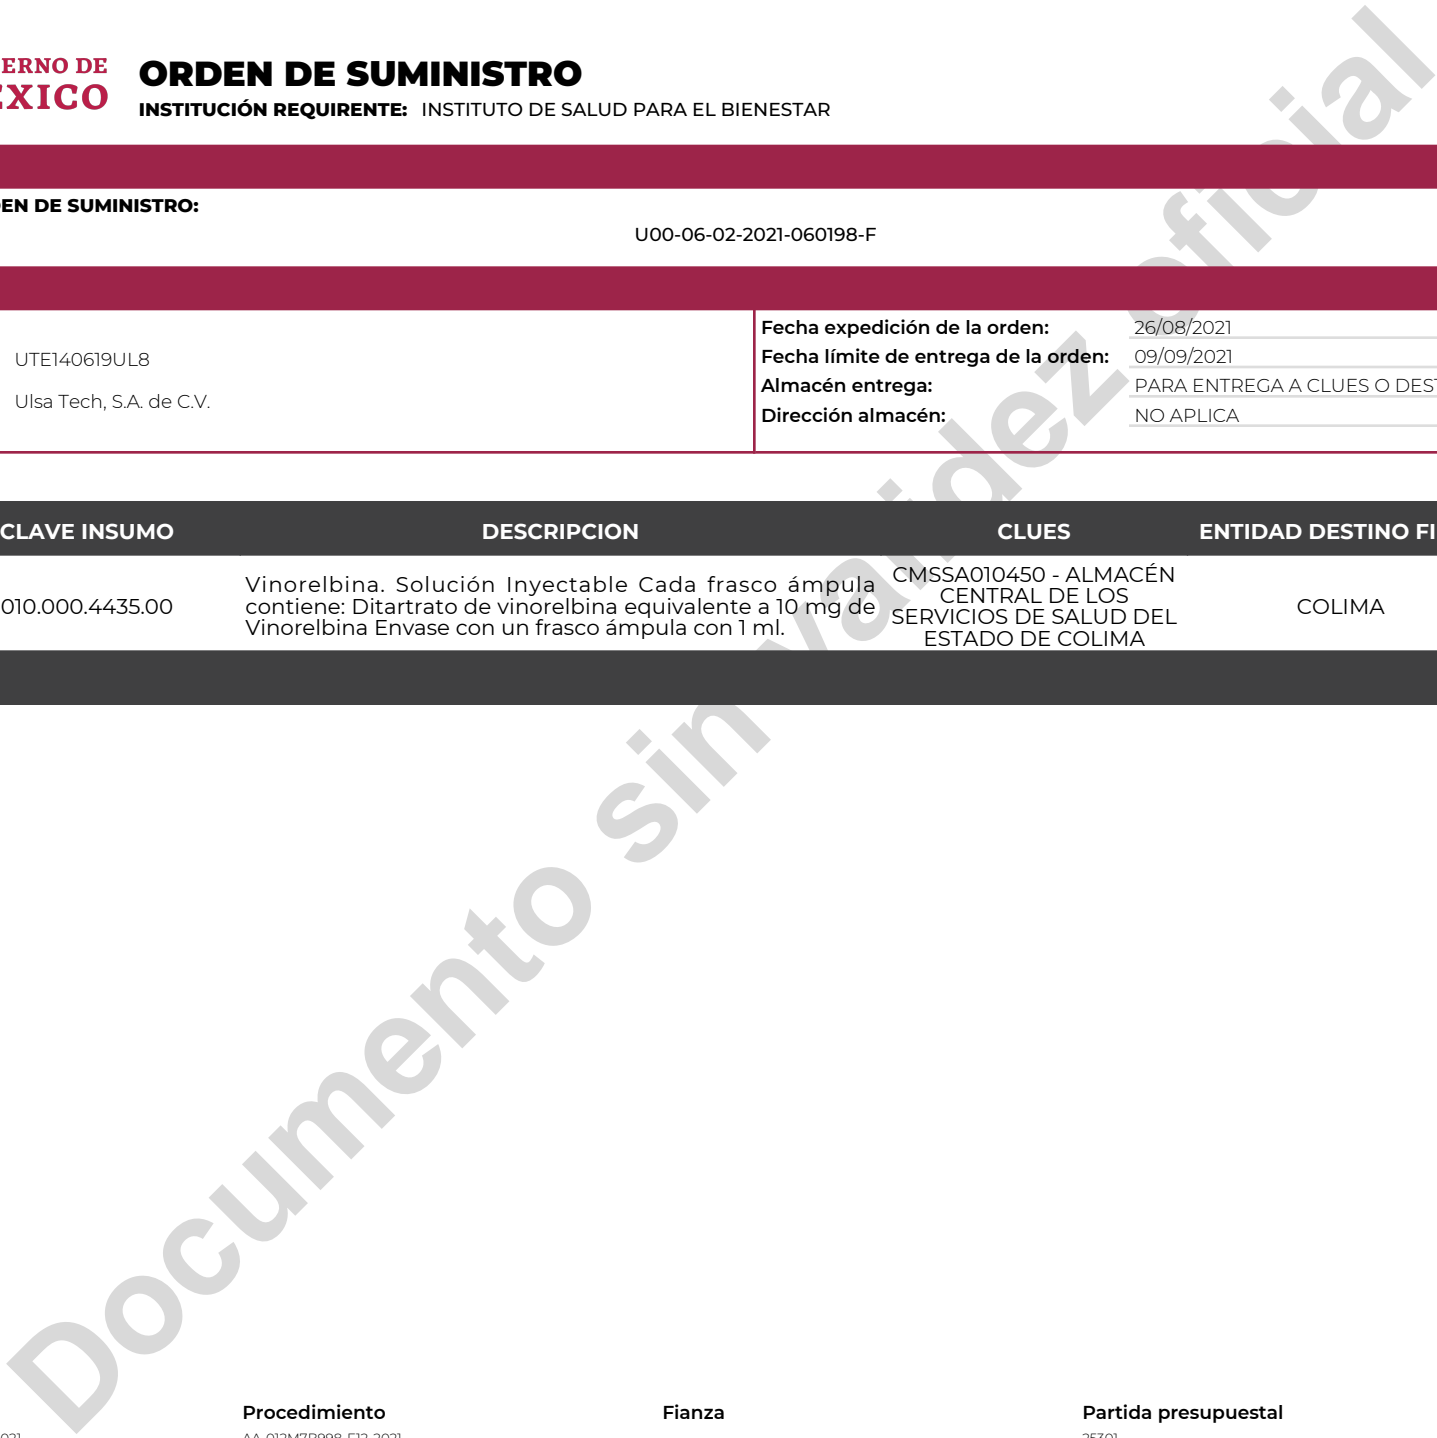 ERNO DE
ORDEN DE SUMINISTRO
EXICO
INSTITUCIÓN REQUIRENTE: INSTITUTO DE SALUD PARA EL BIENESTAR
EN DE SUMINISTRO:
U00-06-02-2021-060198-F
Fecha expedición de la orden: 26/08/2021
UTE140619UL8
Fecha límite de entrega de la orden: 09/09/2021
Almacén entrega: PARA ENTREGA A CLUES O DEST
Ulsa Tech, S.A. de C.V.
Dirección almacén: NO APLICA
CLAVE INSUMO DESCRIPCION CLUES ENTIDAD DESTINO FI
010.000.4435.00
Vinorelbina. Solución Inyectable Cada frasco ámpula
contiene: Ditartrato de vinorelbina equivalente a 10 mg de
Vinorelbina Envase con un frasco ámpula con 1 ml.
CMSSA010450 - ALMACÉN
CENTRAL DE LOS
SERVICIOS DE SALUD DEL
ESTADO DE COLIMA
COLIMA
Documento sin validez oficial
Procedimiento Fianza Partida presupuestal